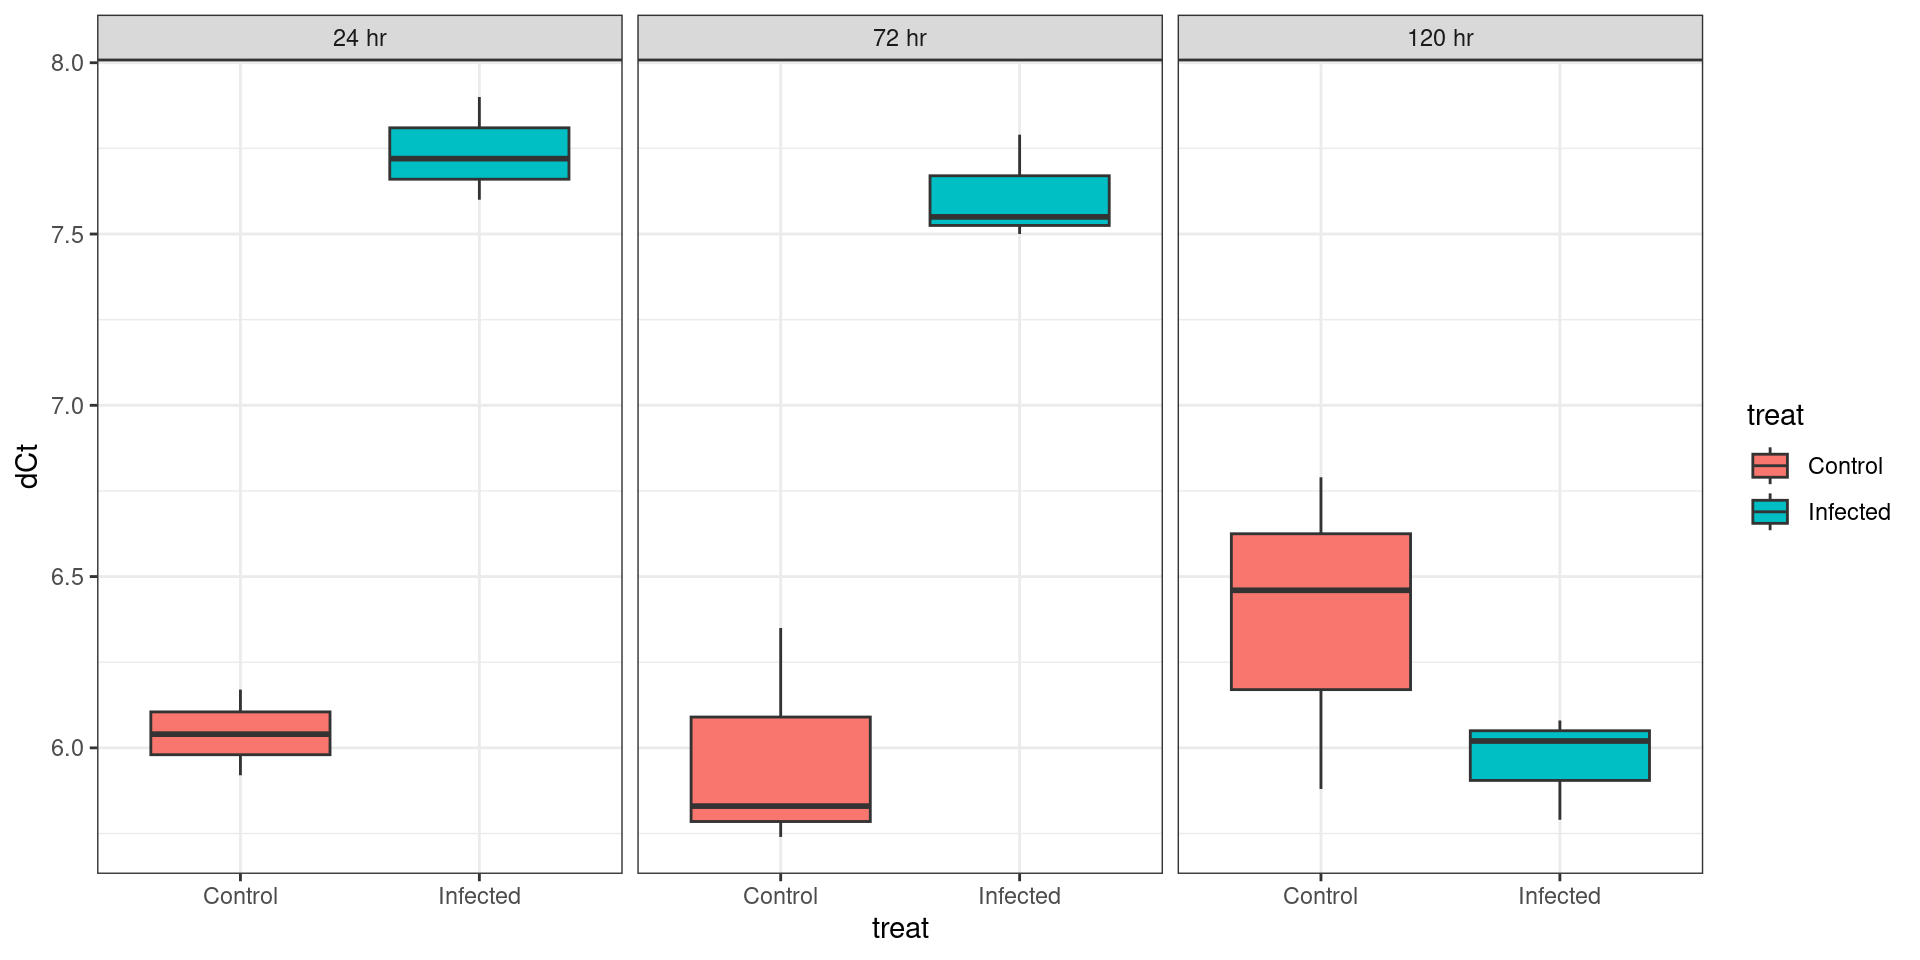 24 hr
72 hr
120 hr
8.0
7.5
7.0
6.5
6.0
dCt
Control
Infected
Control
Infected
Control
Infected
treat
treat
Control
Infected